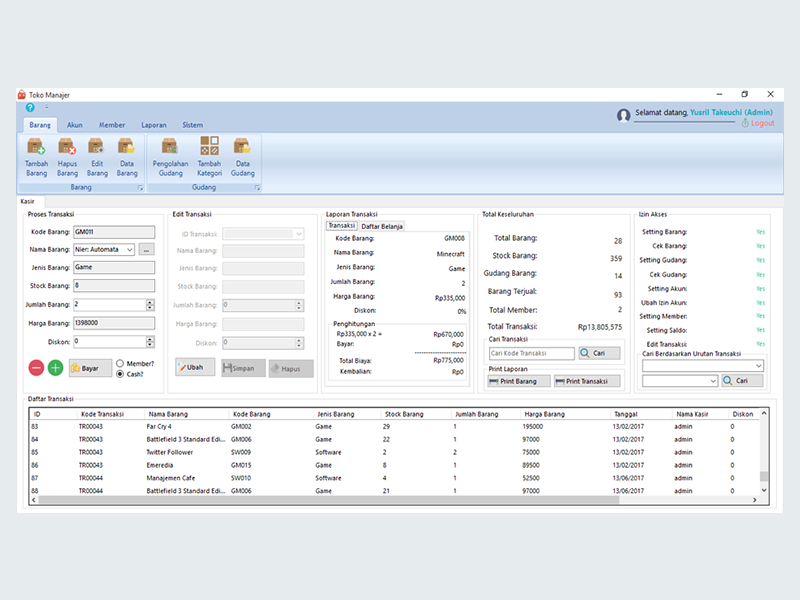 Toko Manajer
Barang Akun Member Laporan Sistem
Selamat datang, Yusril Takeuchi (Admin)
Logout
Tambah Barang
Hapus Barang
Edit Barang
Data Barang
Barang
Pengolahan Gudang
Tambah Kategori
Data Gudang
Gudang
Kasir
Proses Transaksi
Kode Barang: GM011
Nama Barang: Nier: Automata ...
Jenis Barang: Game
Stock Barang: 8
Jumlah Barang: 2
Harga Barang: 1398000
Diskon: 0
Bayar
Member?
Cash?
Edit Transaksi
ID Transaksi:
Nama Barang:
Jenis Barang:
Stock Barang:
Jumlah Barang: 0
Harga Barang:
Diskon: 0
Ubah Simpan Hapus
Laporan Transaksi
Transaksi Daftar Belanja
Kode Barang: GM008
Nama Barang: Minecraft
Jenis Barang: Game
Jumlah Barang: 2
Harga Barang: Rp335,000
Diskon: 0%
Penghitungan
Rp335,000 x 2 = Rp670,000
Bayar: Rp0
Total Biaya: Rp775,000
Kembalian: Rp0
Total Keseluruhan
Total Barang: 28
Stock Barang: 359
Gudang Barang: 14
Barang Terjual: 93
Total Member: 2
Total Transaksi: Rp13,805,575
Cari Transaksi
Cari Kode Transaksi Cari
Print Laporan
Print Barang Print Transaksi
Izin Akses
Setting Barang: Yes
Cek Barang: Yes
Setting Gudang: Yes
Cek Gudang: Yes
Setting Akun: Yes
Ubah Izin Akun: Yes
Setting Member: Yes
Setting Saldo: Yes
Edit Transaksi: Yes
Cari Berdasarkan Urutan Transaksi
Cari
Daftar Transaksi
ID Kode Transaksi Nama Barang Kode Barang Jenis Barang Stock Barang Jumlah Barang Harga Barang Tanggal Nama Kasir Diskon
83 TR00043 Far Cry 4 GM002 Game 29 1 195000 13/02/2017 admin 0
84 TR00043 Battlefield 3 Standard Edi... GM006 Game 22 1 97000 13/02/2017 admin 0
85 TR00043 Twitter Follower SW009 Software 2 2 75000 13/02/2017 admin 0
86 TR00043 Emeredia GM015 Game 8 1 89500 13/02/2017 admin 0
87 TR00044 Manajemen Cafe SW010 Software 4 1 52500 13/06/2017 admin 0
88 TR00044 Battlefield 3 Standard Edi... GM006 Game 21 1 97000 13/06/2017 admin 0